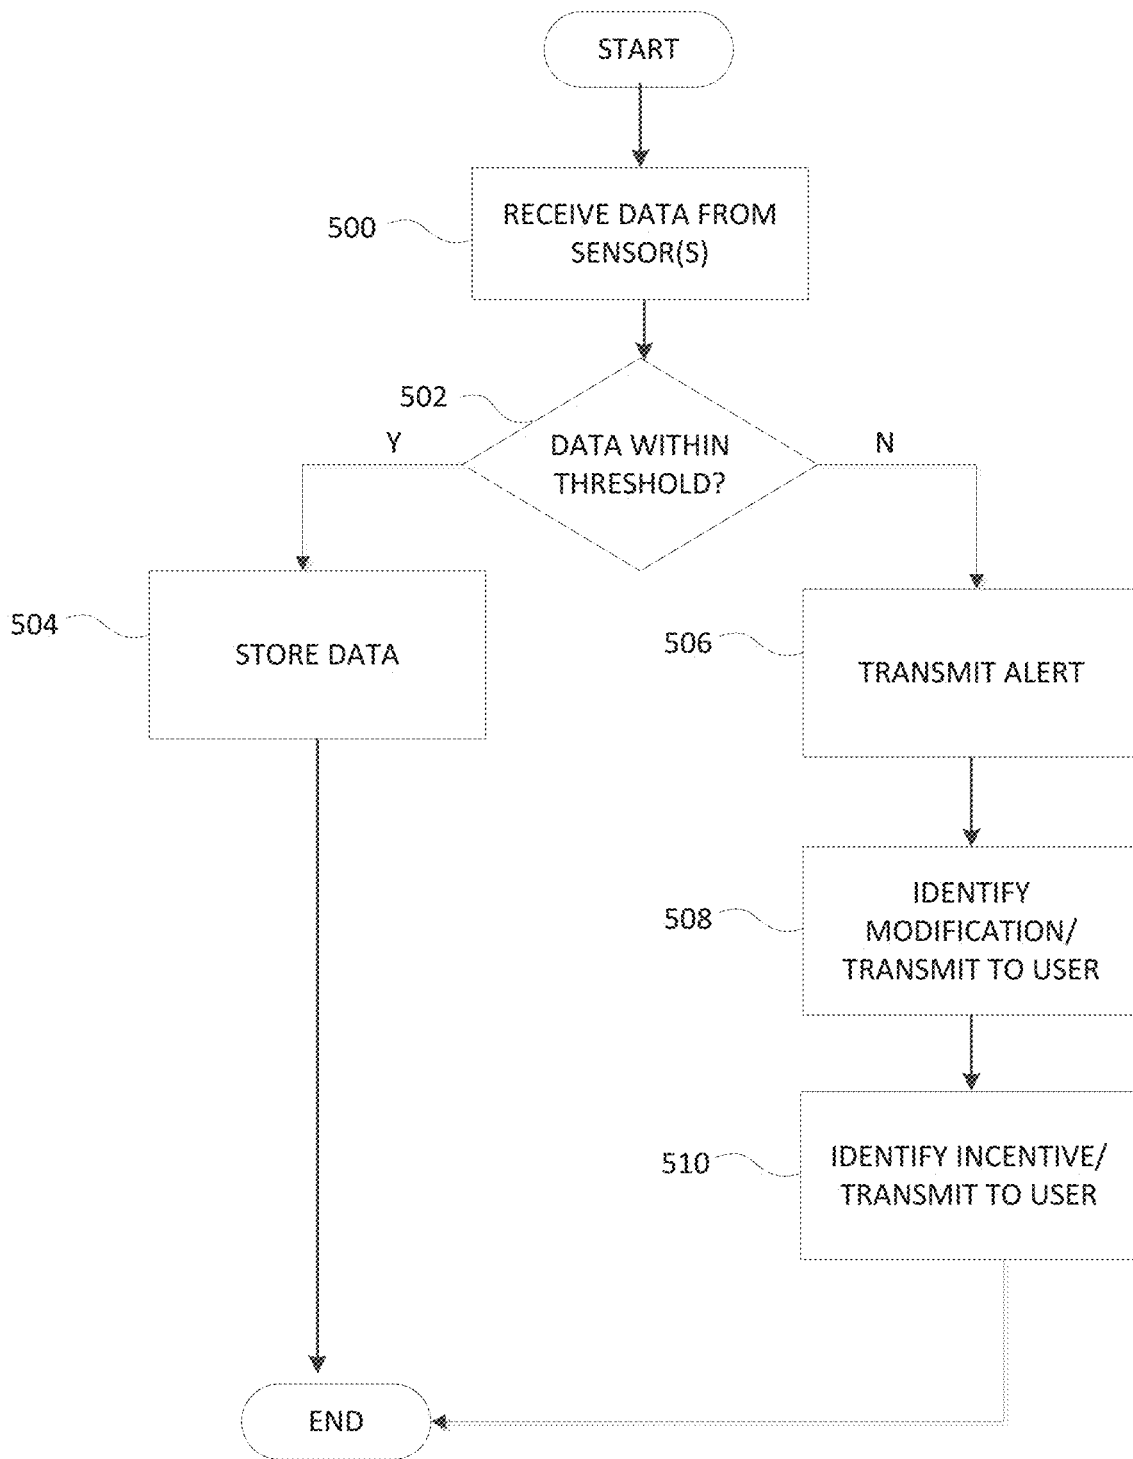 START
500
RECEIVE DATA FROM
SENSOR(S)
502
Y
DATA WITHIN
THRESHOLD?
N
504
STORE DATA
506
TRANSMIT ALERT
508
IDENTIFY
MODIFICATION/
TRANSMIT TO USER
510
IDENTIFY INCENTIVE/
TRANSMIT TO USER
END